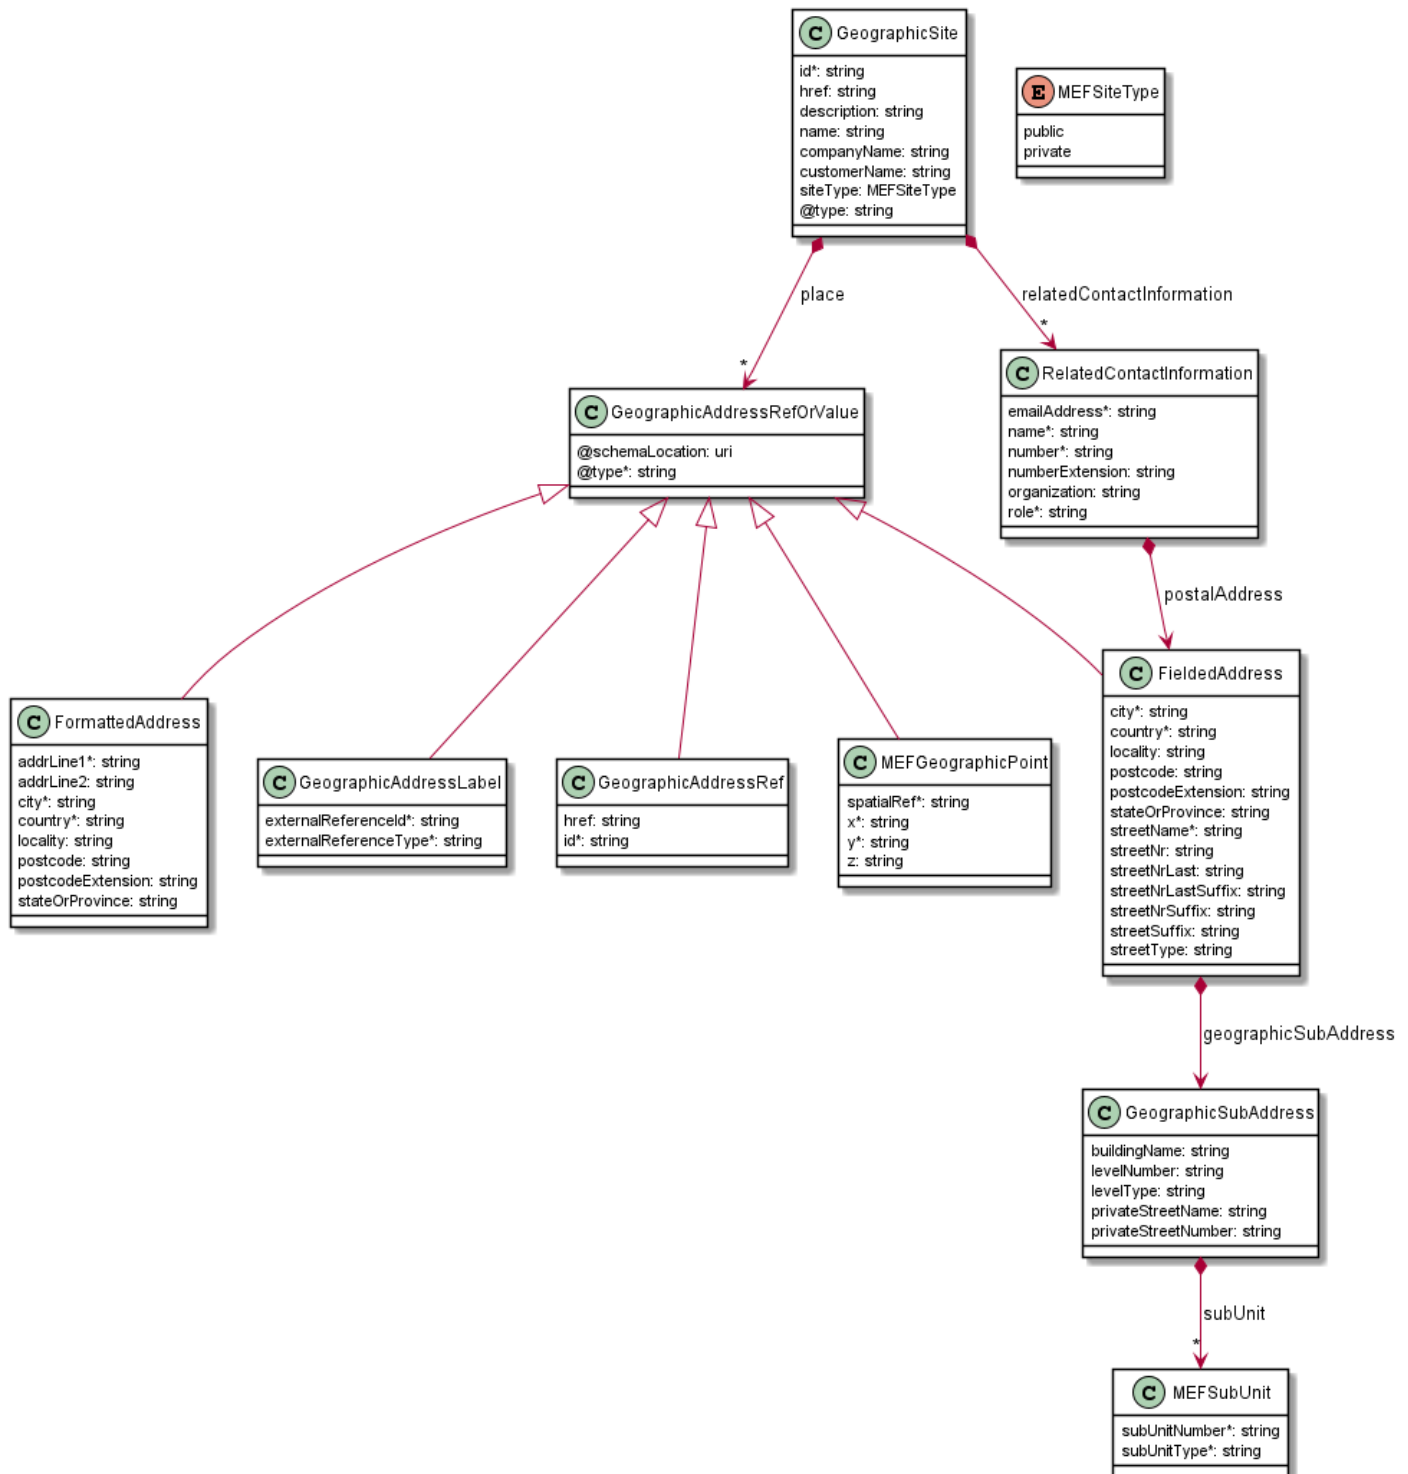 C GeographicSite
id*: string
href: string
description: string
name: string
companyName: string
customerName: string
siteType: MEFSiteType
@type: string
E MEFSiteType
public
private
place
*
relatedContactInformation
*
C GeographicAddressRefOrValue
@schemaLocation: uri
@type*: string
C RelatedContactInformation
emailAddress*: string
name*: string
number*: string
numberExtension: string
organization: string
role*: string
postalAddress
C FormattedAddress
addrLine1*: string
addrLine2: string
city*: string
country*: string
locality: string
postcode: string
postcodeExtension: string
stateOrProvince: string
C GeographicAddressLabel
externalReferenceId*: string
externalReferenceType*: string
C GeographicAddressRef
href: string
id*: string
C MEFGeographicPoint
spatialRef*: string
x*: string
y*: string
z: string
C FieldedAddress
city*: string
country*: string
locality: string
postcode: string
postcodeExtension: string
stateOrProvince: string
streetName*: string
streetNr: string
streetNrLast: string
streetNrLastSuffix: string
streetNrSuffix: string
streetSuffix: string
streetType: string
geographicSubAddress
C GeographicSubAddress
buildingName: string
levelNumber: string
levelType: string
privateStreetName: string
privateStreetNumber: string
subUnit
*
C MEFSubUnit
subUnitNumber*: string
subUnitType*: string